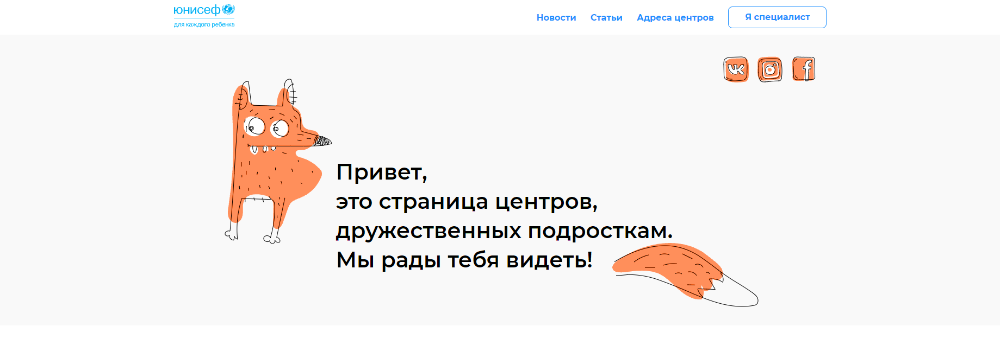 юнисеф
для каждого ребенка
Новости
Статьи
Адреса центров
Я специалист
Привет,
это страница центров,
дружественных подросткам.
Мы рады тебя видеть!